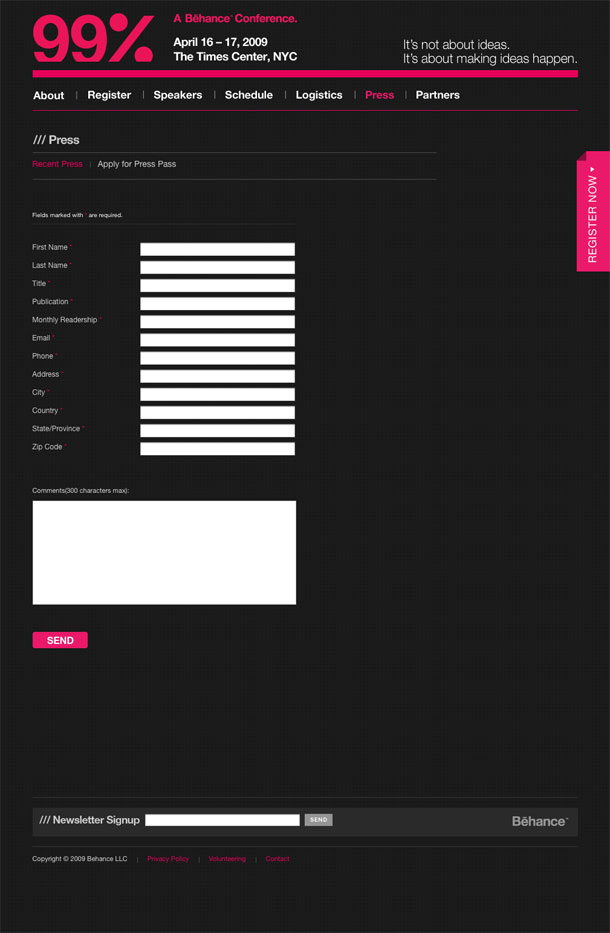 99%
A Bēhance™ Conference.
April 16 – 17, 2009
The Times Center, NYC
It's not about ideas.
It's about making ideas happen.
About | Register | Speakers | Schedule | Logistics | Press | Partners
/// Press
Recent Press | Apply for Press Pass
REGISTER NOW ▸
Fields marked with * are required.
First Name *
Last Name *
Title *
Publication *
Monthly Readership *
Email *
Phone *
Address *
City *
Country *
State/Province *
Zip Code *
Comments(300 characters max):
SEND
/// Newsletter Signup SEND Bēhance™
Copyright © 2009 Behance LLC | Privacy Policy | Volunteering | Contact